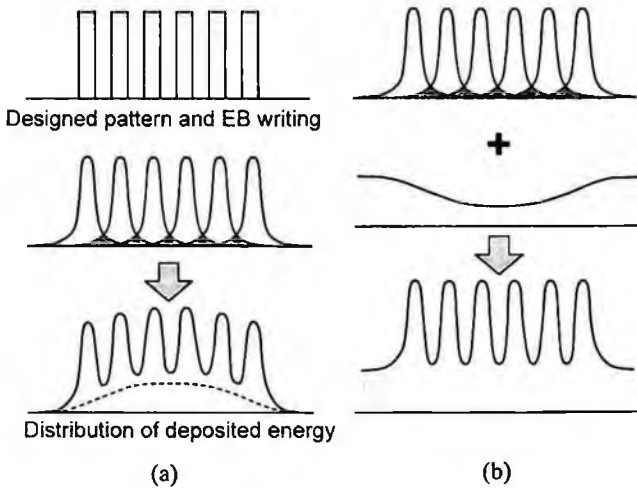 Designed pattern and EB writing
+
Distribution of deposited energy
(a)
(b)